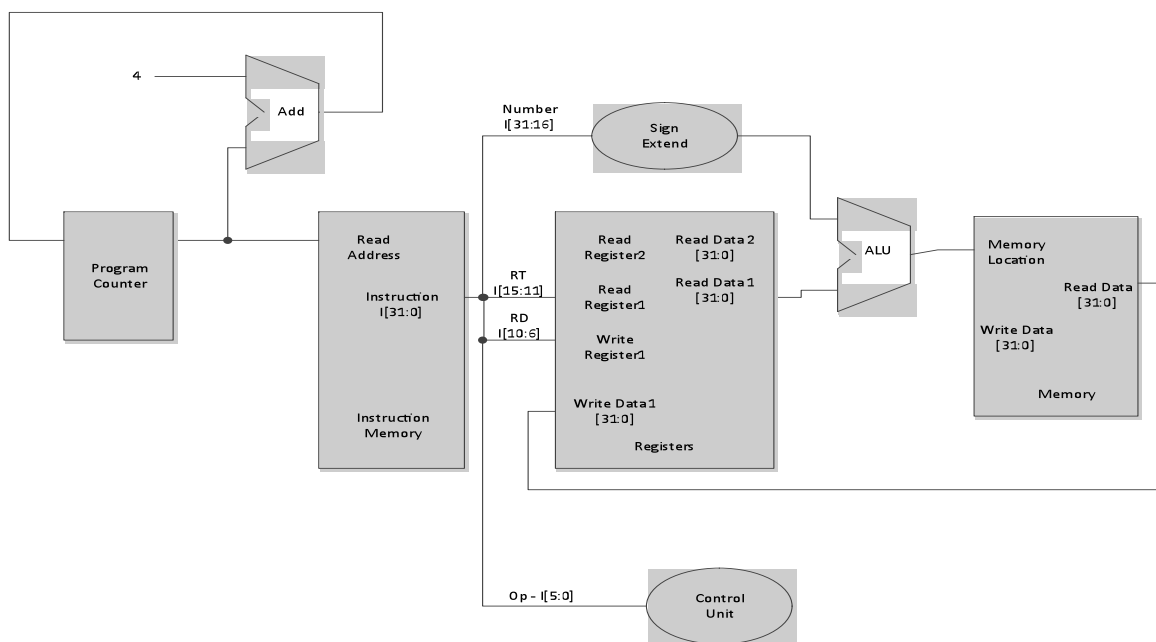 4
Add
Number
I[31:16]
Sign
Extend
Program
Counter
Read
Address
Instruction
I[31:0]
Instruction
Memory
RT
I[15:11]
RD
I[10:6]
Read
Register2
Read Data 2
[31:0]
Read
Register1
Read Data 1
[31:0]
Write
Register1
Write Data1
[31:0]
Registers
ALU
Memory
Location
Read Data
[31:0]
Write Data
[31:0]
Memory
Op - I[5:0]
Control
Unit